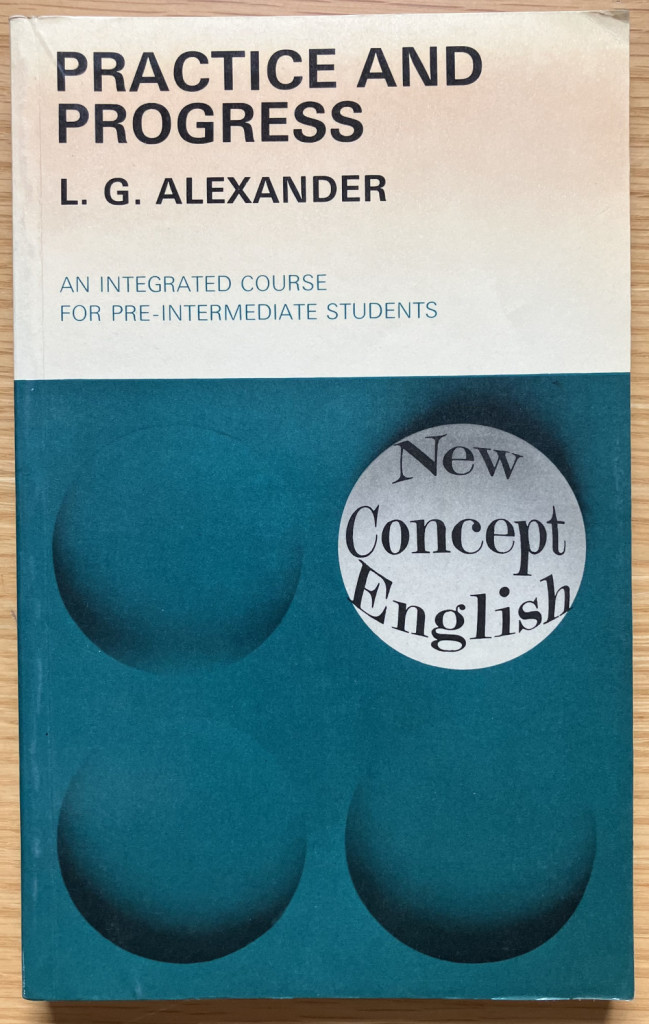 PRACTICE AND
PROGRESS
L. G. ALEXANDER
AN INTEGRATED COURSE
FOR PRE-INTERMEDIATE STUDENTS
New
Concept
English